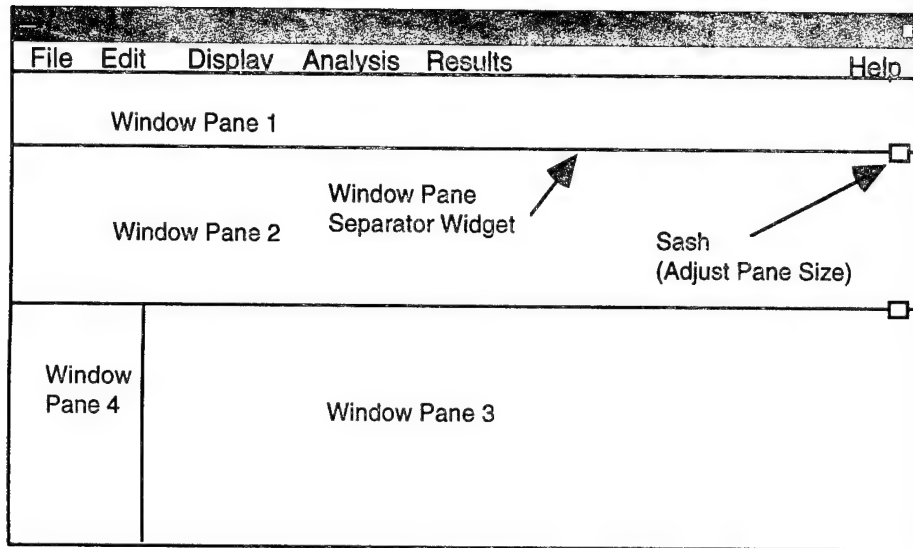 File Edit Display Analysis Results Help
Window Pane 1
Window Pane
Separator Widget
Window Pane 2
Sash
(Adjust Pane Size)
Window
Pane 4
Window Pane 3